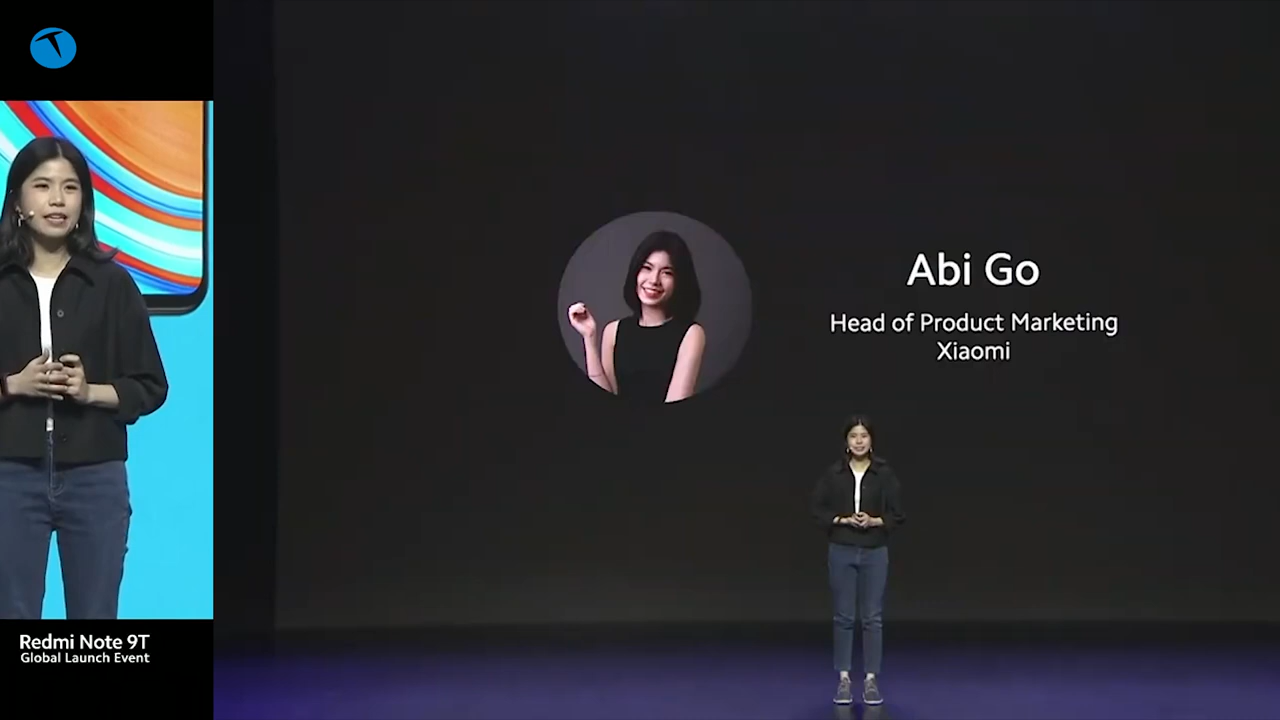 Redmi Note 9T
Global Launch Event
Abi Go
Head of Product Marketing
Xiaomi